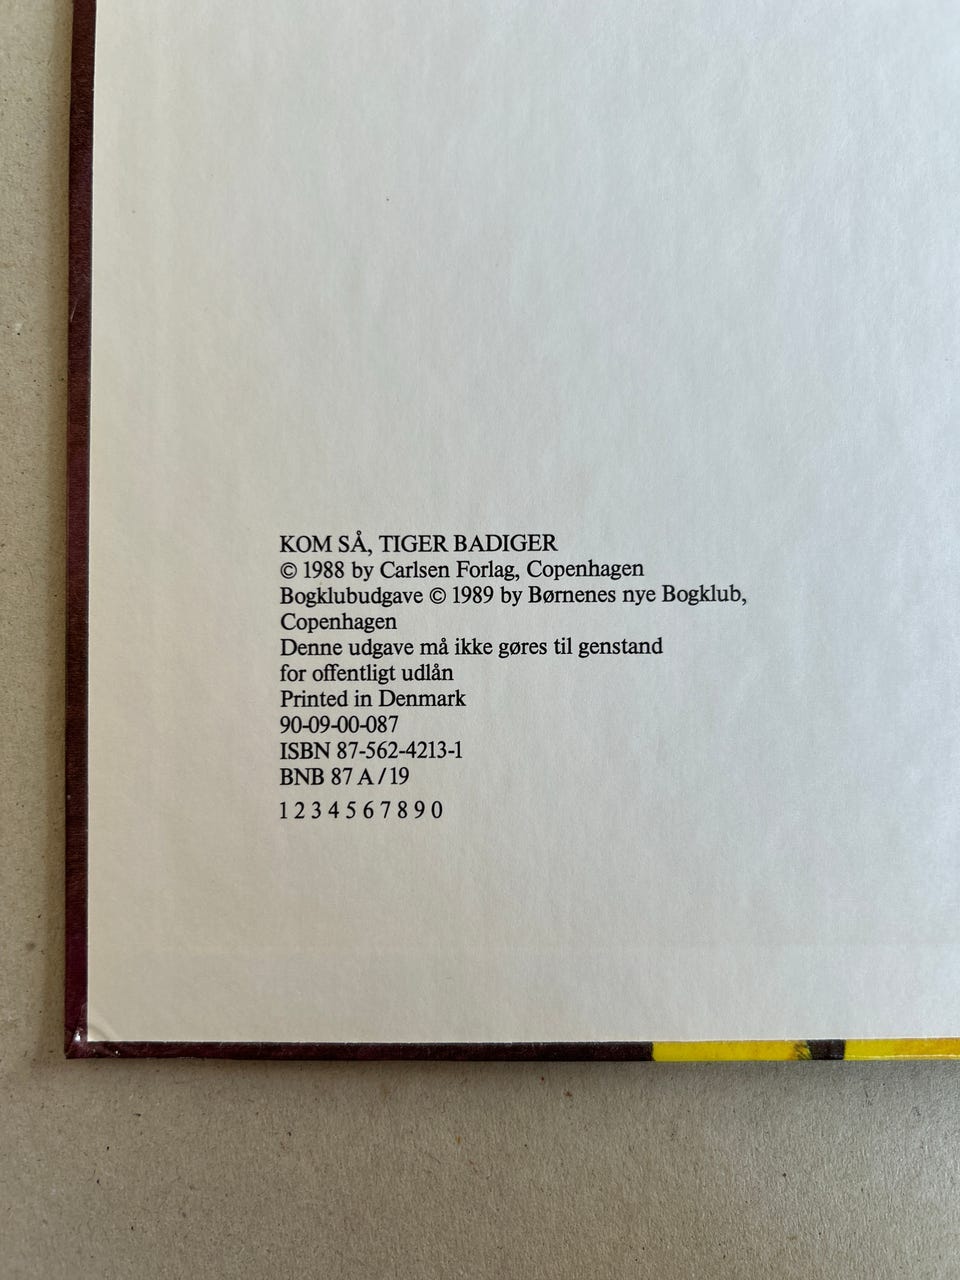 KOM SÅ, TIGER BADIGER
© 1988 by Carlsen Forlag, Copenhagen
Bogklubudgave © 1989 by Børnenes nye Bogklub,
Copenhagen
Denne udgave må ikke gøres til genstand
for offentligt udlån
Printed in Denmark
90-09-00-087
ISBN 87-562-4213-1
BNB 87 A / 19
1 2 3 4 5 6 7 8 9 0